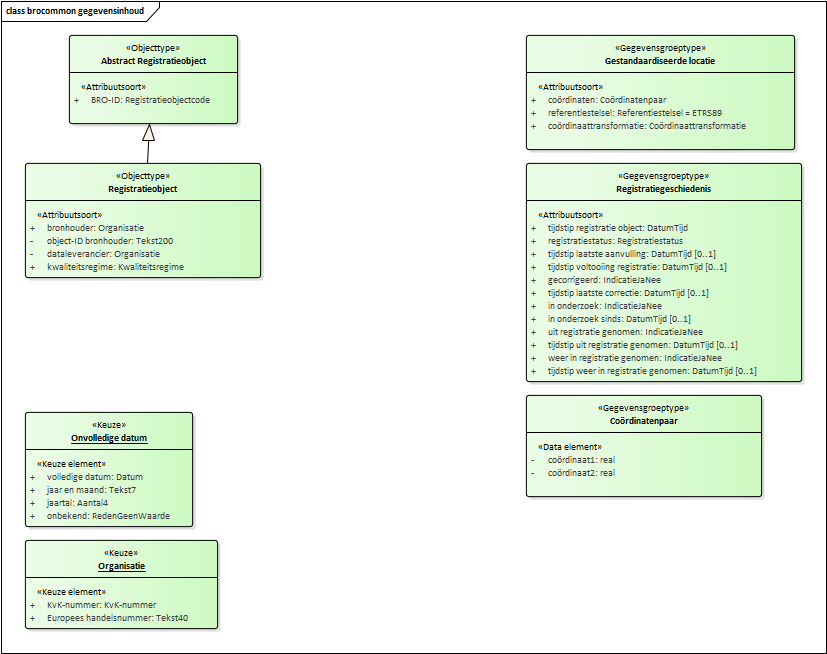 class brocommon gegevensinhoud
«Objecttype»
Abstract Registratieobject
«Attribuutsoort»
+ BRO-ID: Registratieobjectcode
«Objecttype»
Registratieobject
«Attribuutsoort»
+ bronhouder: Organisatie
- object-ID bronhouder: Tekst200
- dataleverancier: Organisatie
+ kwaliteitsregime: Kwaliteitsregime
«Keuze»
Onvolledige datum
«Keuze element»
+ volledige datum: Datum
+ jaar en maand: Tekst7
+ jaartal: Aantal4
+ onbekend: RedenGeenWaarde
«Keuze»
Organisatie
«Keuze element»
+ KvK-nummer: KvK-nummer
+ Europees handelsnummer: Tekst40
«Gegevensgroeptype»
Gestandaardiseerde locatie
«Attribuutsoort»
+ coördinaten: Coördinatenpaar
+ referentiestelsel: Referentiestelsel = ETRS89
+ coördinaattransformatie: Coördinaattransformatie
«Gegevensgroeptype»
Registratiegeschiedenis
«Attribuutsoort»
+ tijdstip registratie object: DatumTijd
+ registratiestatus: Registratiestatus
+ tijdstip laatste aanvulling: DatumTijd [0..1]
+ tijdstip voltooiing registratie: DatumTijd [0..1]
+ gecorrigeerd: IndicatieJaNee
+ tijdstip laatste correctie: DatumTijd [0..1]
+ in onderzoek: IndicatieJaNee
+ in onderzoek sinds: DatumTijd [0..1]
+ uit registratie genomen: IndicatieJaNee
+ tijdstip uit registratie genomen: DatumTijd [0..1]
+ weer in registratie genomen: IndicatieJaNee
+ tijdstip weer in registratie genomen: DatumTijd [0..1]
«Gegevensgroeptype»
Coördinatenpaar
«Data element»
- coördinaat1: real
- coördinaat2: real